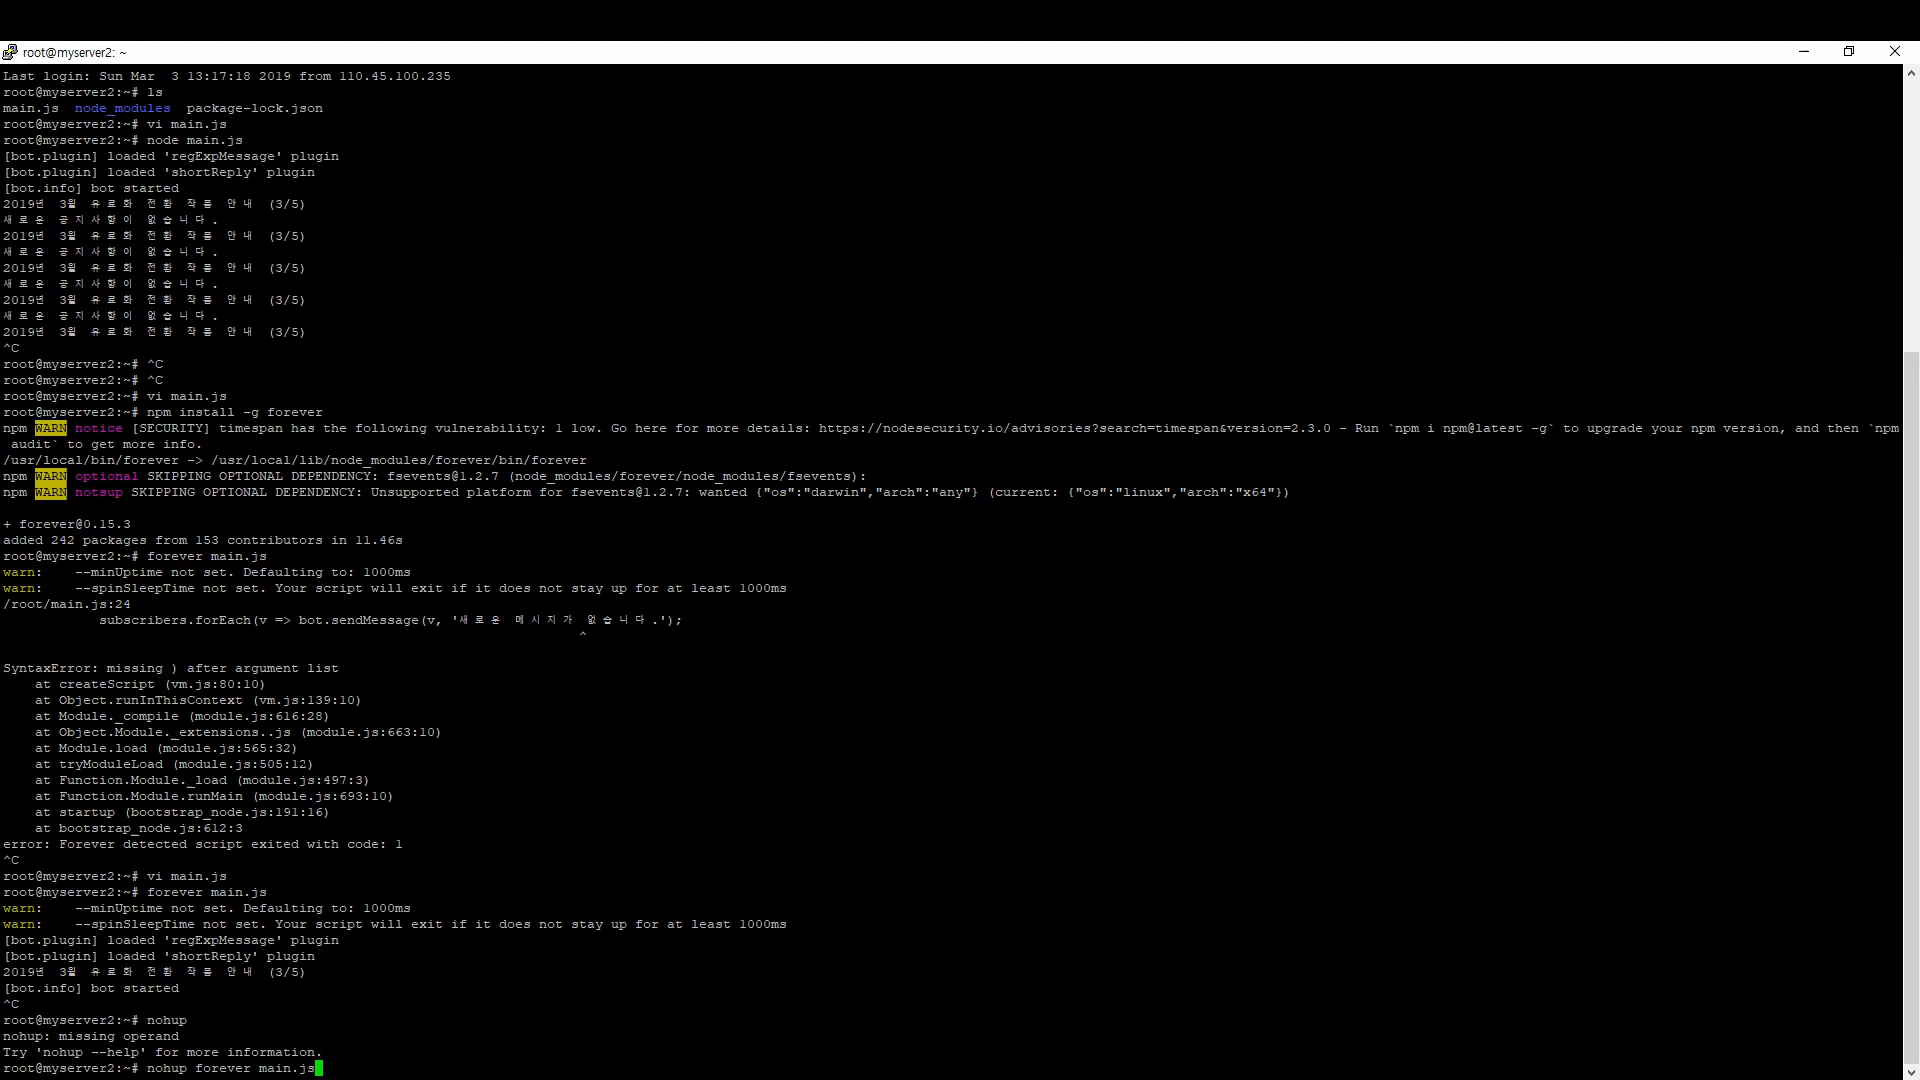 root@myserver2: ~
Last login: Sun Mar  3 13:17:18 2019 from 110.45.100.235
root@myserver2:~# ls
main.js  node_modules  package-lock.json
root@myserver2:~# vi main.js
root@myserver2:~# node main.js
[bot.plugin] loaded 'regExpMessage' plugin
[bot.plugin] loaded 'shortReply' plugin
[bot.info] bot started
2019년 3월 유료화 전환 작품 안내 (3/5)
새로운 공지사항이 없습니다.
2019년 3월 유료화 전환 작품 안내 (3/5)
새로운 공지사항이 없습니다.
2019년 3월 유료화 전환 작품 안내 (3/5)
새로운 공지사항이 없습니다.
2019년 3월 유료화 전환 작품 안내 (3/5)
새로운 공지사항이 없습니다.
2019년 3월 유료화 전환 작품 안내 (3/5)
^C
root@myserver2:~# ^C
root@myserver2:~# ^C
root@myserver2:~# vi main.js
root@myserver2:~# npm install -g forever
npm WARN notice [SECURITY] timespan has the following vulnerability: 1 low. Go here for more details: https://nodesecurity.io/advisories?search=timespan&version=2.3.0 - Run `npm i npm@latest -g` to upgrade your npm version, and then `npm
 audit` to get more info.
/usr/local/bin/forever -> /usr/local/lib/node_modules/forever/bin/forever
npm WARN optional SKIPPING OPTIONAL DEPENDENCY: fsevents@1.2.7 (node_modules/forever/node_modules/fsevents):
npm WARN notsup SKIPPING OPTIONAL DEPENDENCY: Unsupported platform for fsevents@1.2.7: wanted {"os":"darwin","arch":"any"} (current: {"os":"linux","arch":"x64"})
+ forever@0.15.3
added 242 packages from 153 contributors in 11.46s
root@myserver2:~# forever main.js
warn:    --minUptime not set. Defaulting to: 1000ms
warn:    --spinSleepTime not set. Your script will exit if it does not stay up for at least 1000ms
/root/main.js:24
            subscribers.forEach(v => bot.sendMessage(v, '새로운 메시지가 없습니다.');
^
SyntaxError: missing ) after argument list
    at createScript (vm.js:80:10)
    at Object.runInThisContext (vm.js:139:10)
    at Module._compile (module.js:616:28)
    at Object.Module._extensions..js (module.js:663:10)
    at Module.load (module.js:565:32)
    at tryModuleLoad (module.js:505:12)
    at Function.Module._load (module.js:497:3)
    at Function.Module.runMain (module.js:693:10)
    at startup (bootstrap_node.js:191:16)
    at bootstrap_node.js:612:3
error: Forever detected script exited with code: 1
^C
root@myserver2:~# vi main.js
root@myserver2:~# forever main.js
warn:    --minUptime not set. Defaulting to: 1000ms
warn:    --spinSleepTime not set. Your script will exit if it does not stay up for at least 1000ms
[bot.plugin] loaded 'regExpMessage' plugin
[bot.plugin] loaded 'shortReply' plugin
2019년 3월 유료화 전환 작품 안내 (3/5)
[bot.info] bot started
^C
root@myserver2:~# nohup
nohup: missing operand
Try 'nohup --help' for more information.
root@myserver2:~# nohup forever main.js